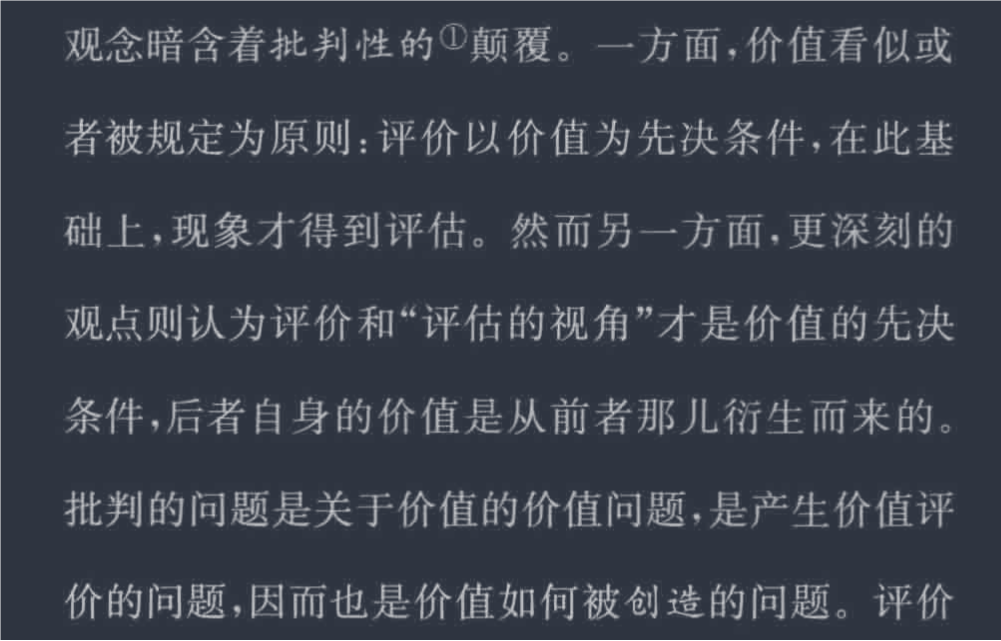 观念暗含着批判性的①颠覆。一方面,价值看似或
者被规定为原则:评价以价值为先决条件,在此基
础上,现象才得到评估。然而另一方面,更深刻的
观点则认为评价和“评估的视角”才是价值的先决
条件,后者自身的价值是从前者那儿衍生而来的。
批判的问题是关于价值的价值问题,是产生价值评
价的问题,因而也是价值如何被创造的问题。评价